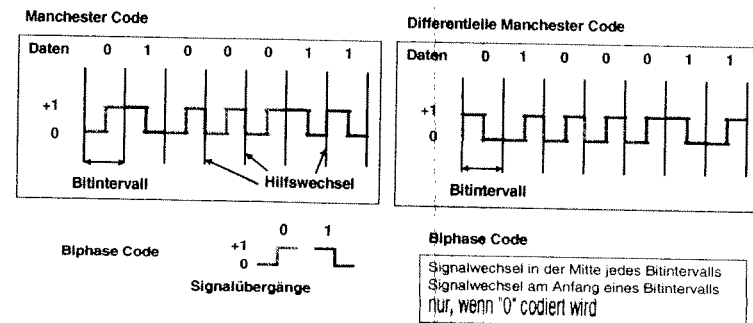 Manchester Code
Daten 0 1 0 0 0 1 1
+1
0
Bitintervall
Hilfswechsel
Biphase Code
0 1
+1
0
Signalübergänge
Differentielle Manchester Code
Daten 0 1 0 0 0 1 1
+1
0
Bitintervall
Biphase Code
Signalwechsel in der Mitte jedes Bitintervalls
Signalwechsel am Anfang eines Bitintervalls
nur, wenn "0" codiert wird